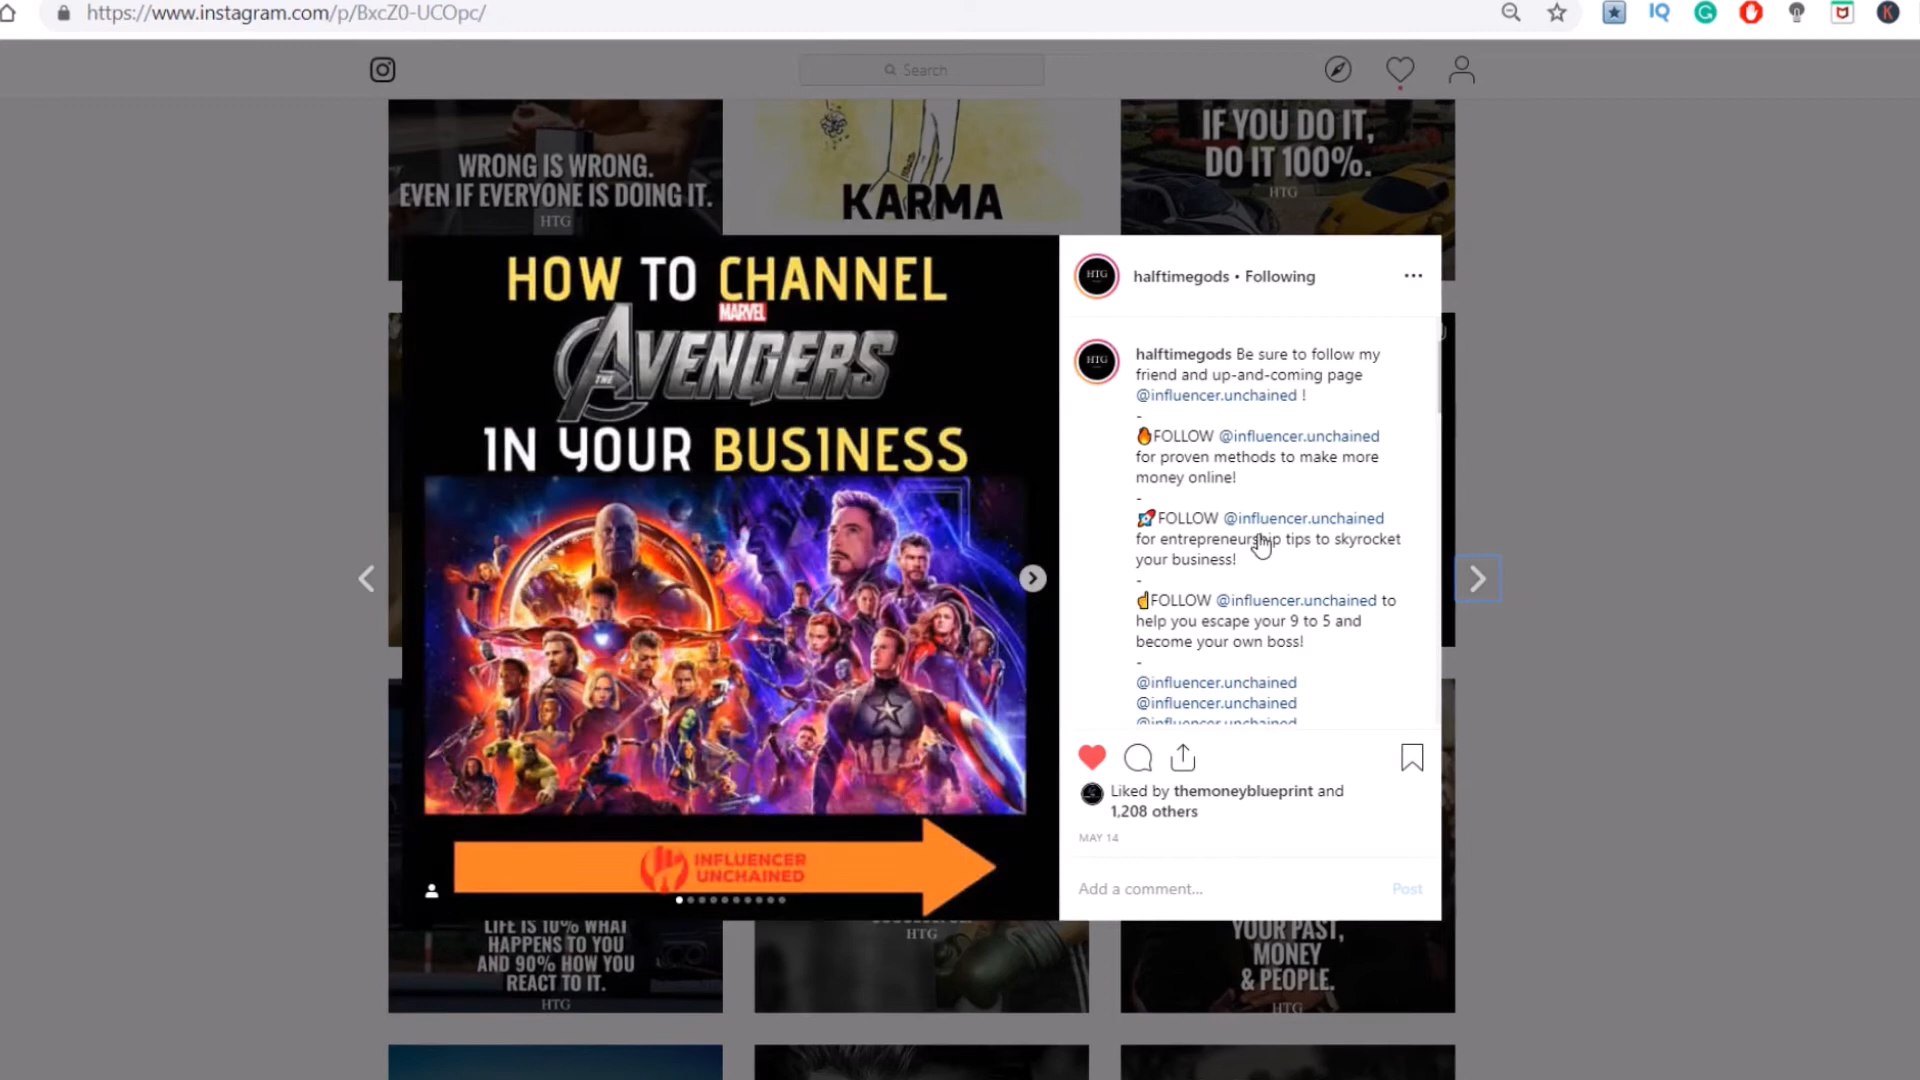 https://www.instagram.com/p/BxcZ0-UCOpc/
IQ
Search
WRONG IS WRONG.
EVEN IF EVERYONE IS DOING IT.
HTG
KARMA
IF YOU DO IT,
DO IT 100%.
HTG
HOW TO CHANNEL
MARVEL
THE AVENGERS
IN YOUR BUSINESS
INFLUENCER
UNCHAINED
HTG
halftimegods • Following
HTG
halftimegods Be sure to follow my
friend and up-and-coming page
@influencer.unchained !
-
🔥FOLLOW @influencer.unchained
for proven methods to make more
money online!
-
🚀FOLLOW @influencer.unchained
for entrepreneurship tips to skyrocket
your business!
-
☝FOLLOW @influencer.unchained to
help you escape your 9 to 5 and
become your own boss!
-
@influencer.unchained
@influencer.unchained
@influencer.unchained
Liked by themoneyblueprint and
1,208 others
MAY 14
Add a comment...
Post
LIFE IS 10% WHAT
HAPPENS TO YOU
AND 90% HOW YOU
REACT TO IT.
HTG
HTG
YOUR PAST,
MONEY
& PEOPLE.
HTG